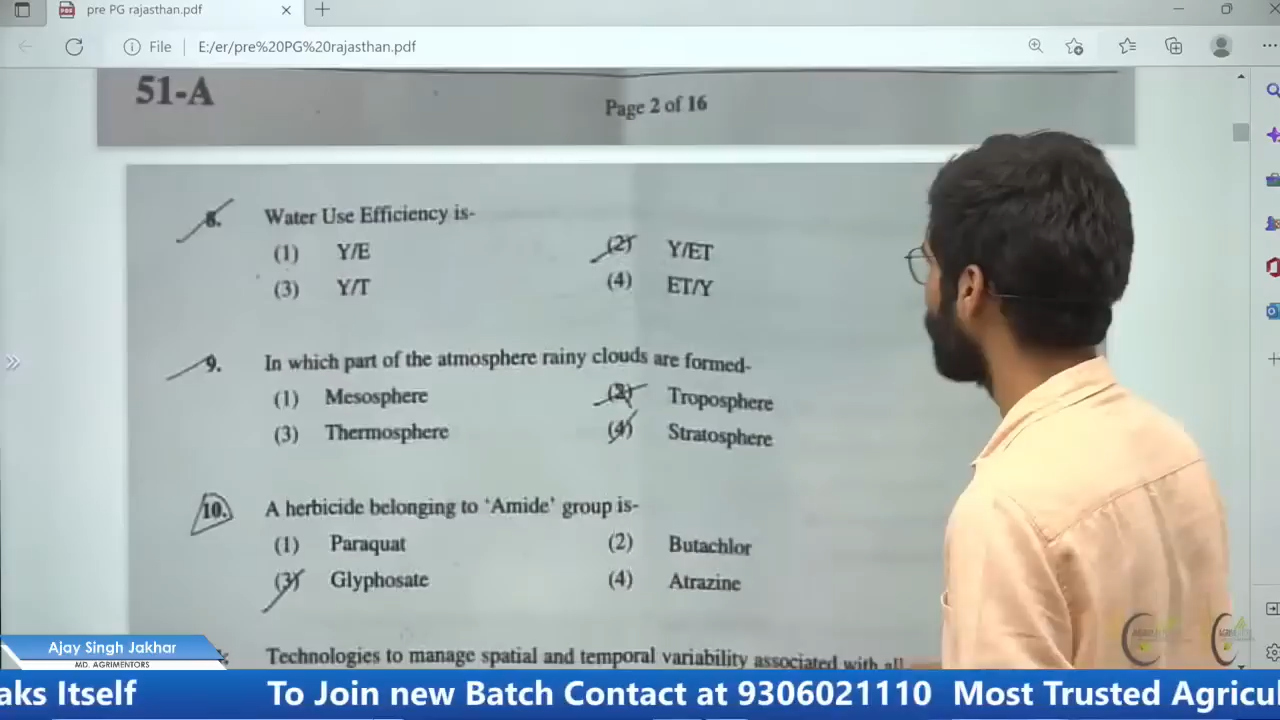 pre PG rajasthan.pdf
File
E:/er/pre%20PG%20rajasthan.pdf
51-A
Page 2 of 16
8. Water Use Efficiency is-
(1) Y/E (2) Y/ET
(3) Y/T (4) ET/Y
9. In which part of the atmosphere rainy clouds are formed-
(1) Mesosphere (2) Troposphere
(3) Thermosphere (4) Stratosphere
10. A herbicide belonging to ‘Amide’ group is-
(1) Paraquat (2) Butachlor
(3) Glyphosate (4) Atrazine
Technologies to manage spatial and temporal variability associated with all
Ajay Singh Jakhar
MD. AGRIMENTORS
aks Itself To Join new Batch Contact at 9306021110 Most Trusted Agricul